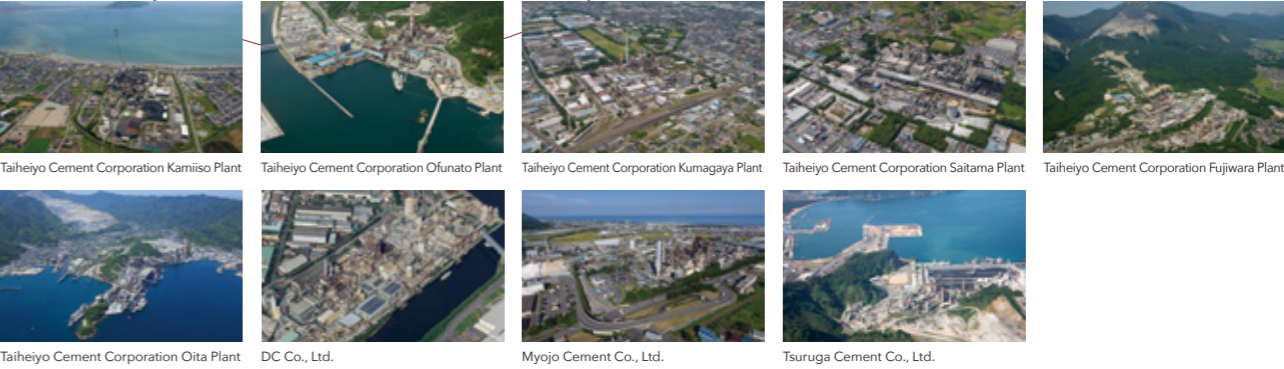 Taiheiyo Cement Corporation Kamiiso Plant
Taiheiyo Cement Corporation Ofunato Plant
Taiheiyo Cement Corporation Kumagaya Plant
Taiheiyo Cement Corporation Saitama Plant
Taiheiyo Cement Corporation Fujiwara Plant
Taiheiyo Cement Corporation Oita Plant
DC Co., Ltd.
Myojo Cement Co., Ltd.
Tsuruga Cement Co., Ltd.